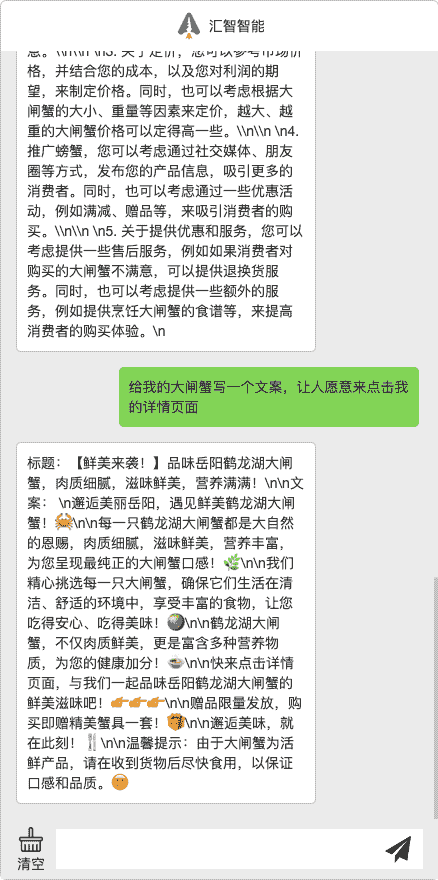 汇智智能
意。\\n\\n \n3. 关于定价，您可以参考市场价
格，并结合您的成本，以及您对利润的期
望，来制定价格。同时，也可以考虑根据大
闸蟹的大小、重量等因素来定价，越大、越
重的大闸蟹价格可以定得高一些。\\n\\n \n4.
推广螃蟹，您可以考虑通过社交媒体、朋友
圈等方式，发布您的产品信息，吸引更多的
消费者。同时，也可以考虑通过一些优惠活
动，例如满减、赠品等，来吸引消费者的购
买。\\n\\n \n5. 关于提供优惠和服务，您可以
考虑提供一些售后服务，例如如果消费者对
购买的大闸蟹不满意，可以提供退换货服
务。同时，也可以考虑提供一些额外的服
务，例如提供烹饪大闸蟹的食谱等，来提高
消费者的购买体验。\n
给我的大闸蟹写一个文案，让人愿意来点击我
的详情页面
标题：【鲜美来袭！】品味岳阳鹤龙湖大闸
蟹，肉质细腻，滋味鲜美，营养满满！\n\n文
案： \n邂逅美丽岳阳，遇见鲜美鹤龙湖大闸
蟹！🦀\n\n每一只鹤龙湖大闸蟹都是大自然
的恩赐，肉质细腻，滋味鲜美，营养丰富，
为您呈现最纯正的大闸蟹口感！🌿\n\n我们
精心挑选每一只大闸蟹，确保它们生活在清
洁、舒适的环境中，享受丰富的食物，让您
吃得安心、吃得美味！\n\n鹤龙湖大闸
蟹，不仅肉质鲜美，更是富含多种营养物
质，为您的健康加分！🍲\n\n快来点击详情
页面，与我们一起品味岳阳鹤龙湖大闸蟹的
鲜美滋味吧！👉👉👉\n\n赠品限量发放，购
买即赠精美蟹具一套！\n\n邂逅美味，就
在此刻！🍴\n\n温馨提示：由于大闸蟹为活
鲜产品，请在收到货物后尽快食用，以保证
口感和品质。
清空